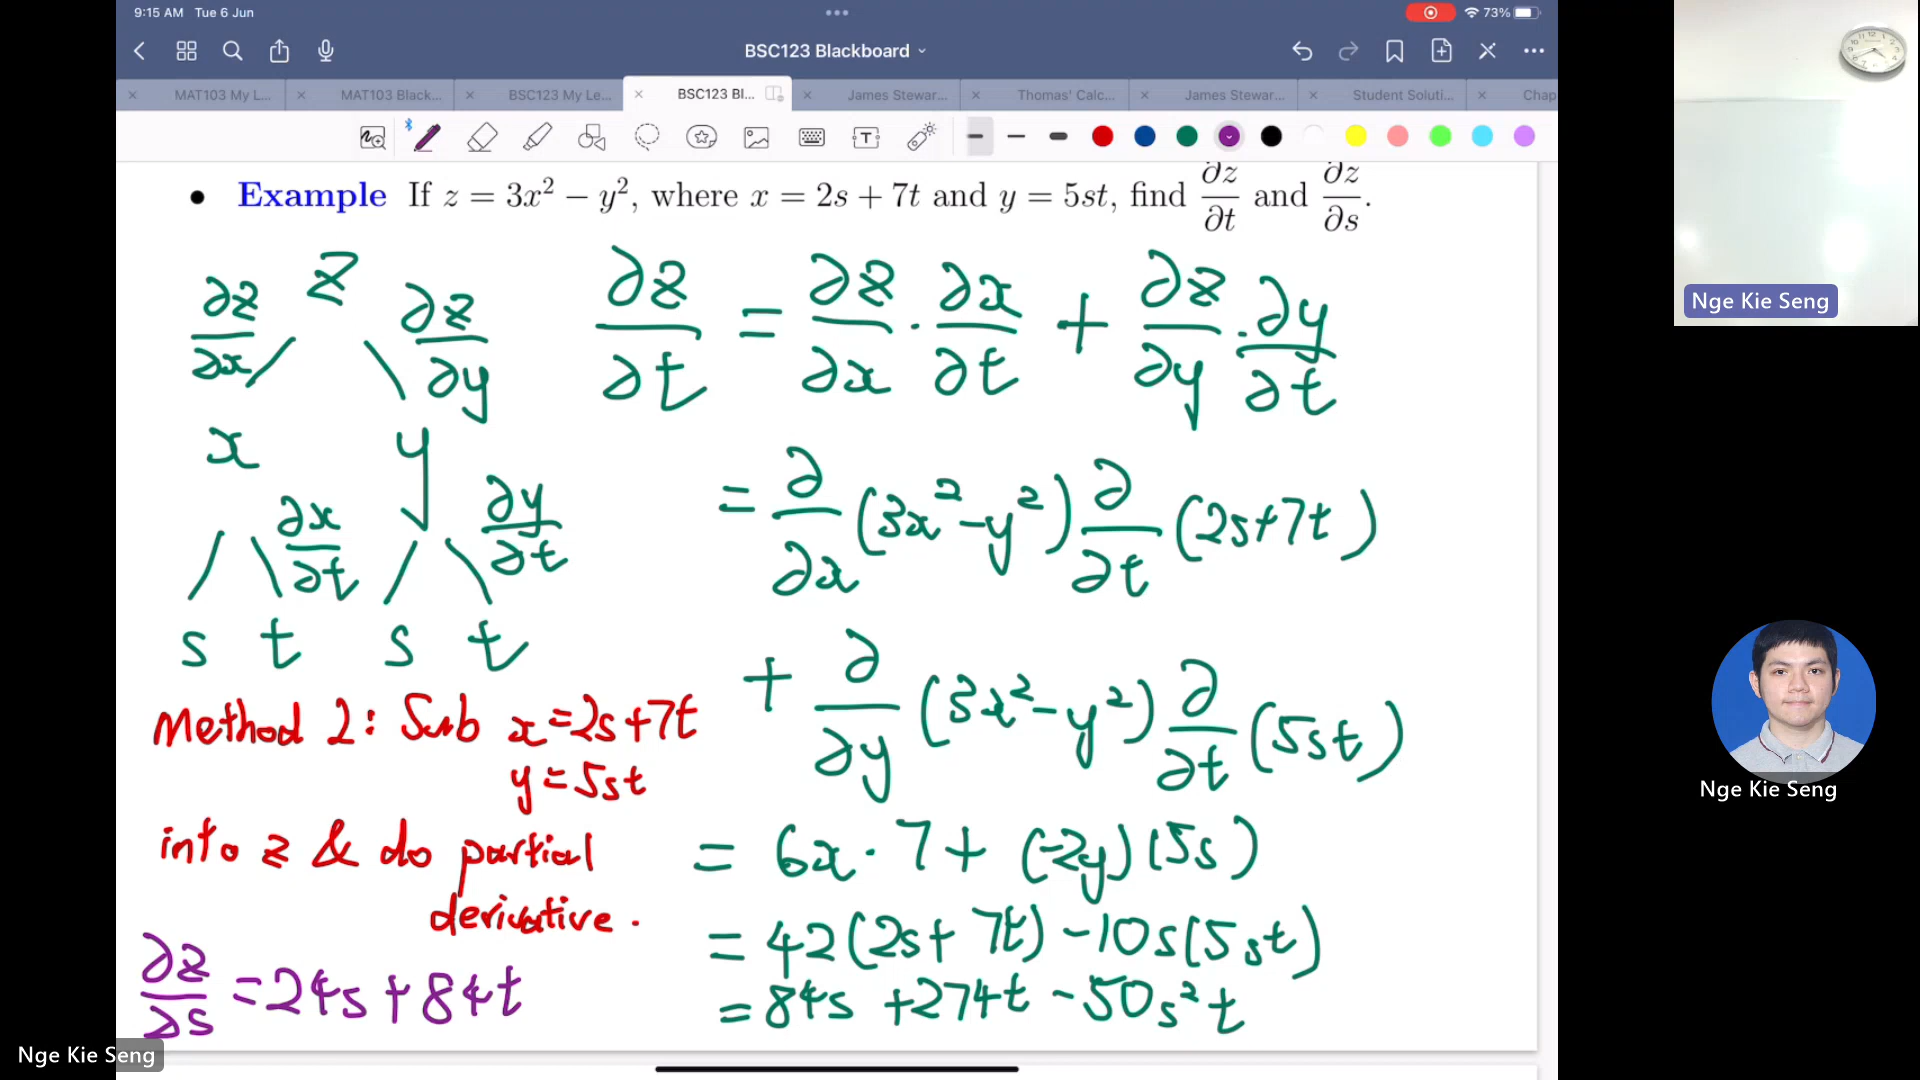 9:15 AM Tue 6 Jun
73%
BSC123 Blackboard
MAT103 My L...
MAT103 Black...
BSC123 My Le...
BSC123 Bl...
James Stewar...
Thomas' Calc...
James Stewar...
Student Soluti...
Chap
• Example If z = 3x² − y², where x = 2s + 7t and y = 5st, find ∂z/∂t and ∂z/∂s.
z
∂z/∂x ∂z/∂y
x y
∂x/∂t ∂y/∂t
s t s t
∂z/∂t = ∂z/∂x · ∂x/∂t + ∂z/∂y · ∂y/∂t
= ∂/∂x (3x²-y²) ∂/∂t (2s+7t)
+ ∂/∂y (3x²-y²) ∂/∂t (5st)
= 6x · 7 + (-2y)(5s)
= 42(2s+7t) - 10s(5st)
= 84s + 274t - 50s²t
Method 2: Sub x=2s+7t
y=5st
into z & do partial
derivative.
∂z/∂s = 24s + 84t
Nge Kie Seng
Nge Kie Seng
Nge Kie Seng